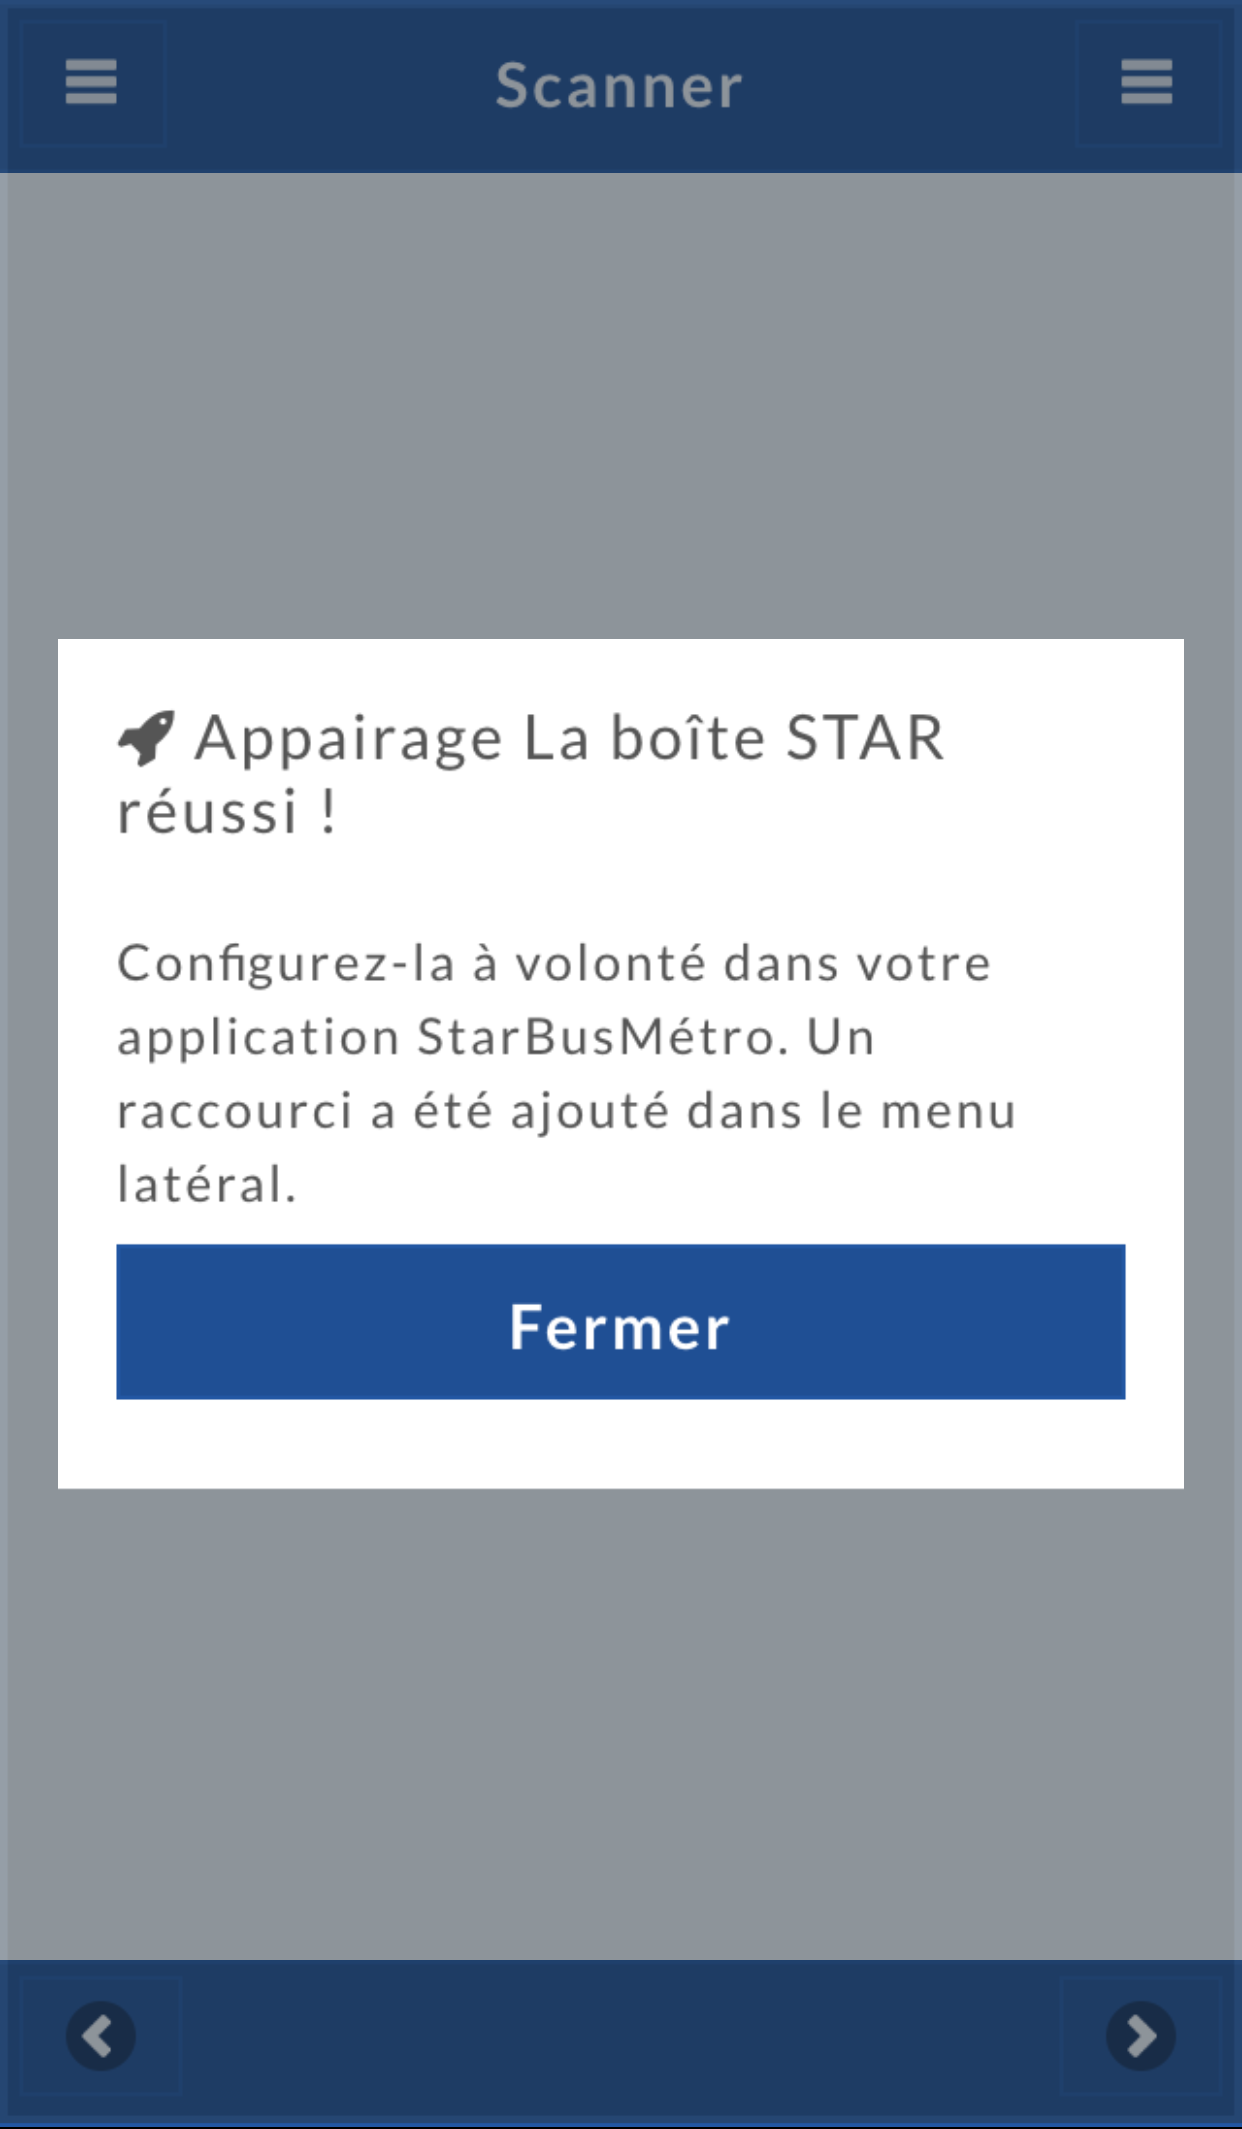 Scanner
Appairage La boîte STAR
réussi !
Configurez-la à volonté dans votre
application StarBusMétro. Un
raccourci a été ajouté dans le menu
latéral.
Fermer